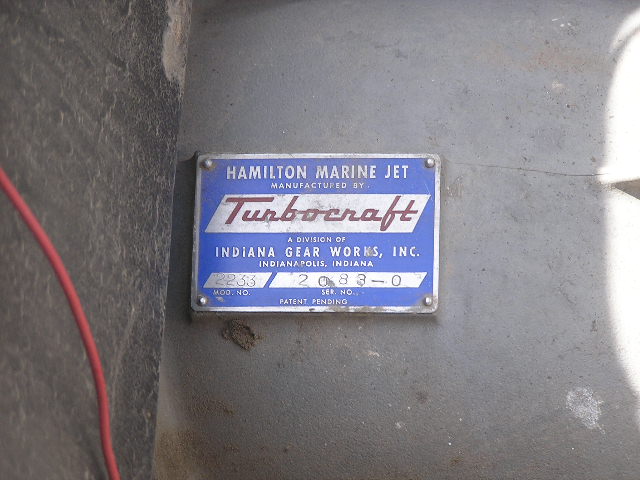 HAMILTON MARINE JET
MANUFACTURED BY
Turbocraft
A DIVISION OF
INDIANA GEAR WORKS, INC.
INDIANAPOLIS, INDIANA
2233 2083-0
MOD. NO. SER. NO.
PATENT PENDING